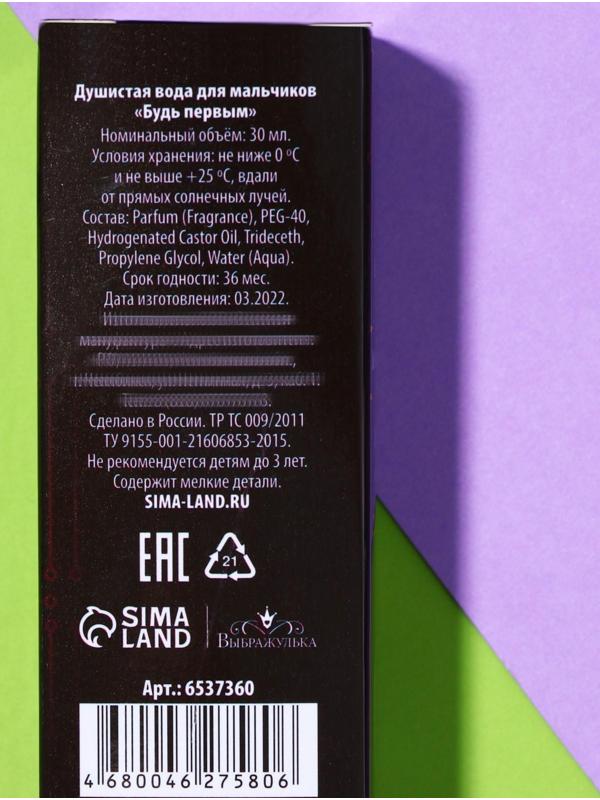 Душистая вода для мальчиков
«Будь первым»
Номинальный объём: 30 мл.
Условия хранения: не ниже 0 °С
и не выше +25 °С, вдали
от прямых солнечных лучей.
Состав: Parfum (Fragrance), PEG-40,
Hydrogenated Castor Oil, Trideceth,
Propylene Glycol, Water (Aqua).
Срок годности: 36 мес.
Дата изготовления: 03.2022.
Сделано в России. ТР ТС 009/2011
ТУ 9155-001-21606853-2015.
Не рекомендуется детям до 3 лет.
Содержит мелкие детали.
SIMA-LAND.RU
EAC 21
SIMA LAND
ВЫБРАЖУЛЬКА
Арт.: 6537360
4 680046 275806